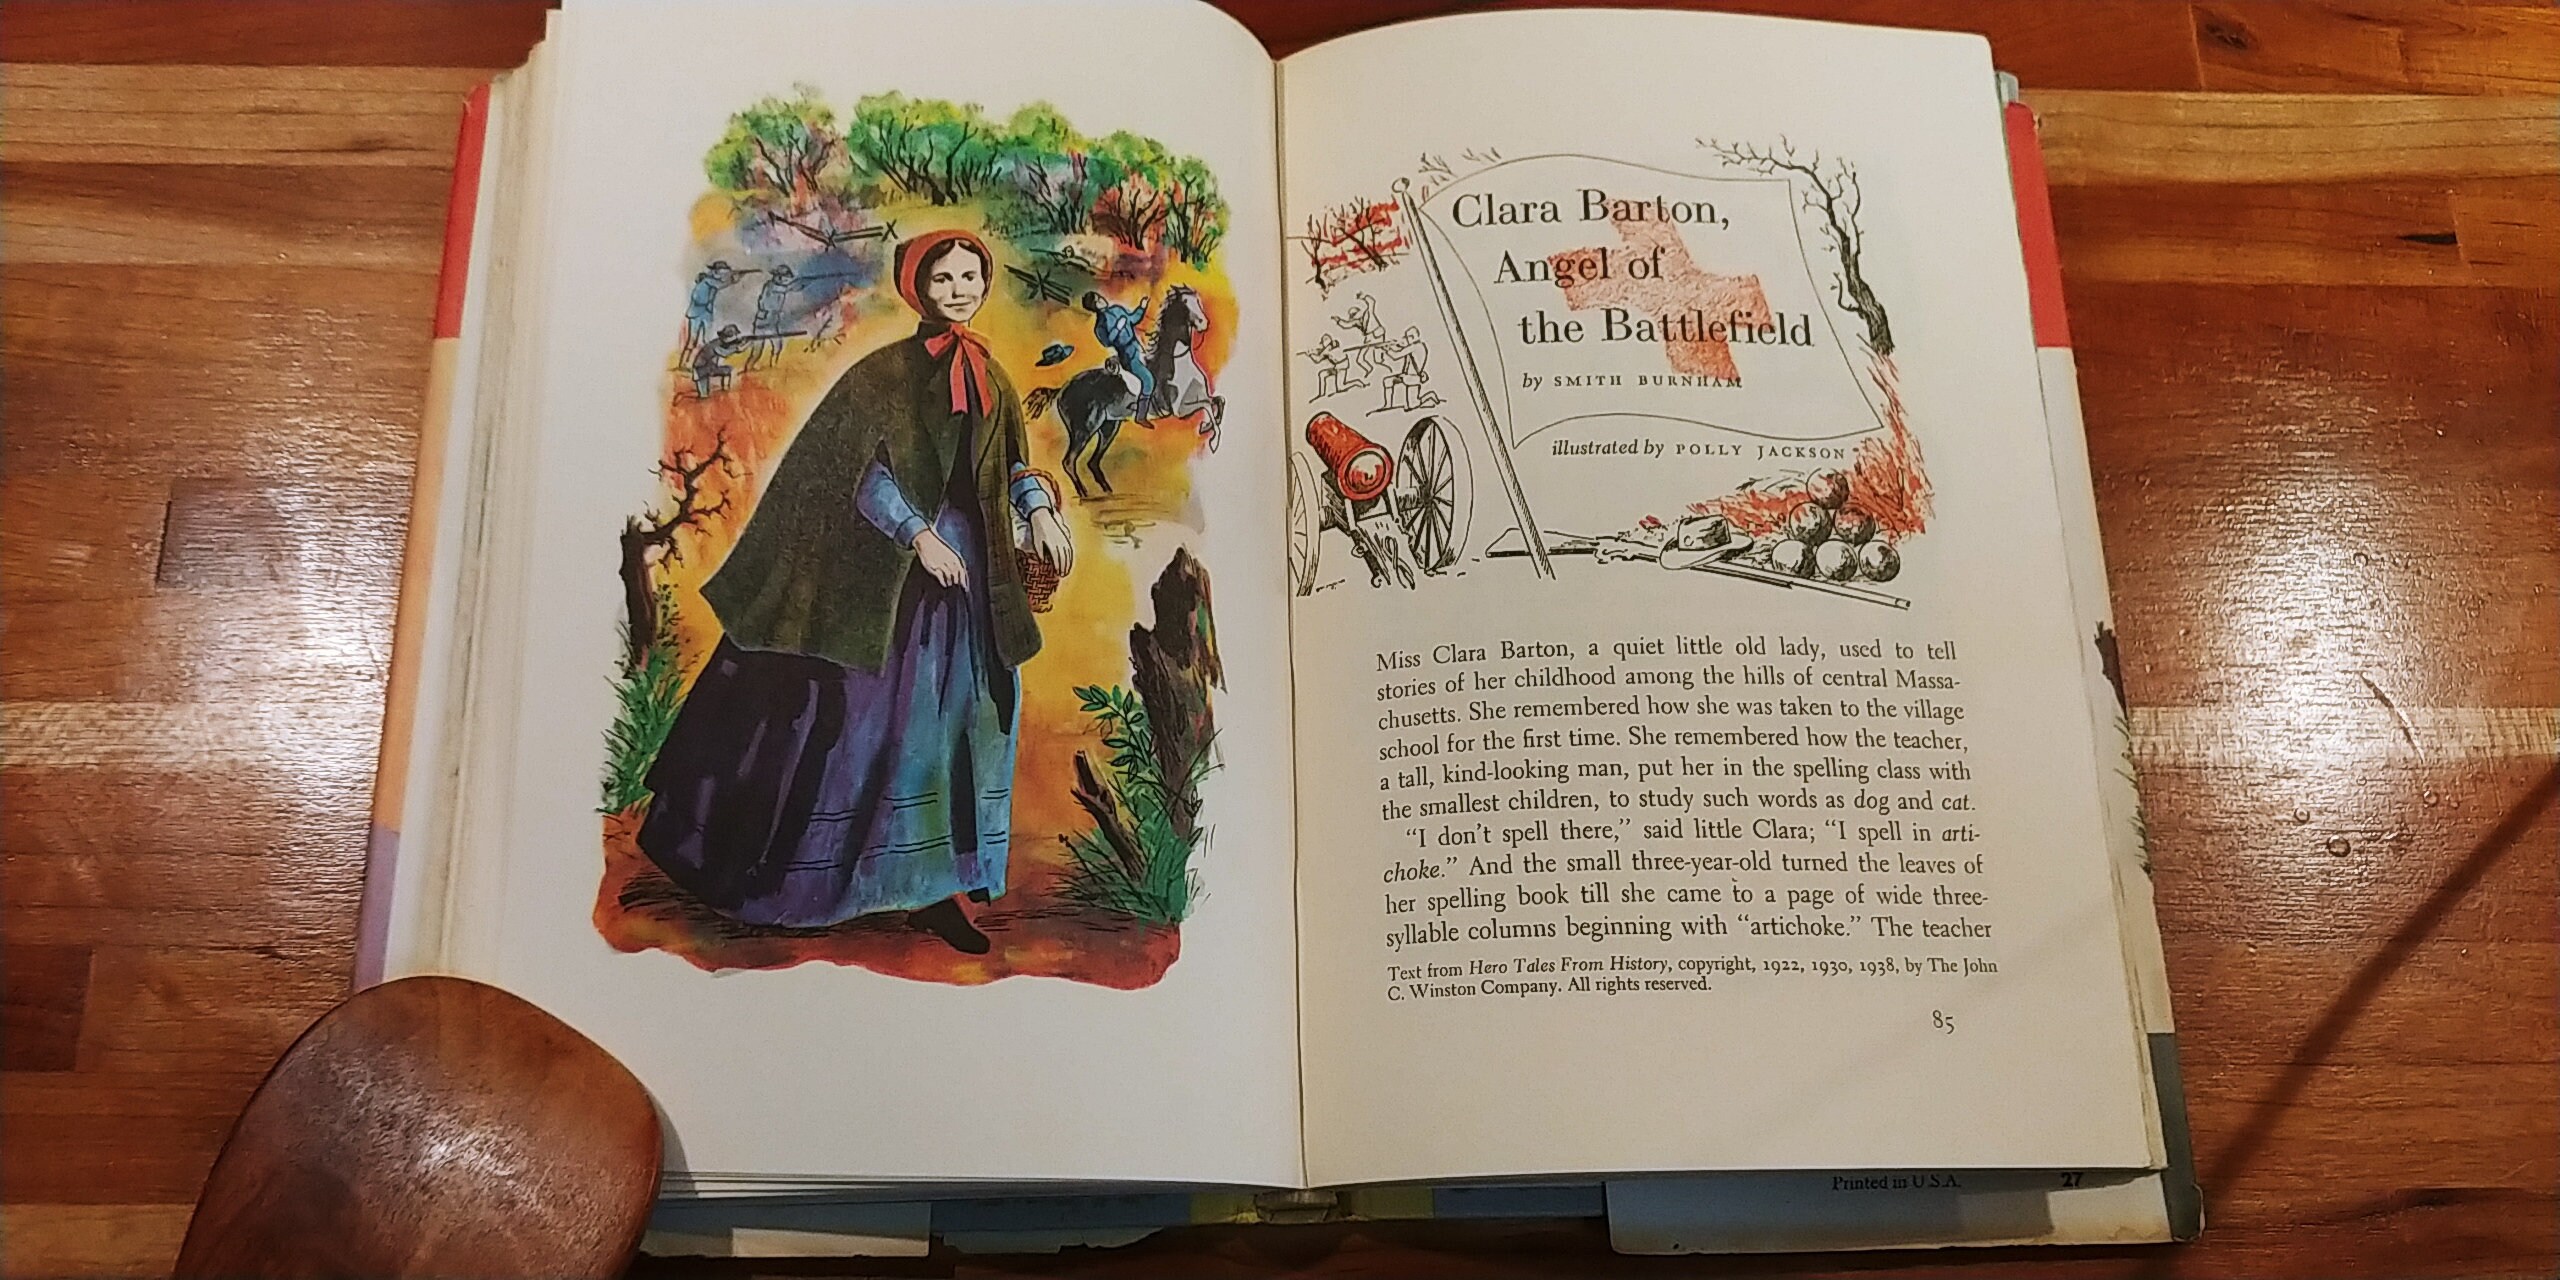 Clara Barton,
Angel of
the Battlefield
by SMITH BURNHAM
illustrated by POLLY JACKSON
Miss Clara Barton, a quiet little old lady, used to tell
stories of her childhood among the hills of central Massa-
chusetts. She remembered how she was taken to the village
school for the first time. She remembered how the teacher,
a tall, kind-looking man, put her in the spelling class with
the smallest children, to study such words as dog and cat.
“I don’t spell there,” said little Clara; “I spell in arti-
choke.” And the small three-year-old turned the leaves of
her spelling book till she came to a page of wide three-
syllable columns beginning with “artichoke.” The teacher
Text from Hero Tales From History, copyright, 1922, 1930, 1938, by The John
C. Winston Company. All rights reserved.
85
Printed in U.S.A. 27